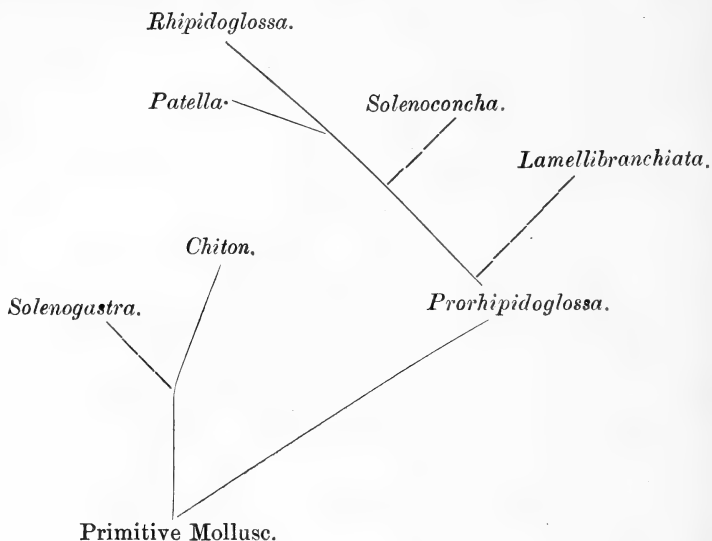 Rhipidoglossa.
Patella.
Solenoconcha.
Lamellibranchiata.
Chiton.
Solenogastra.
Prorhipidoglossa.
Primitive Mollusc.